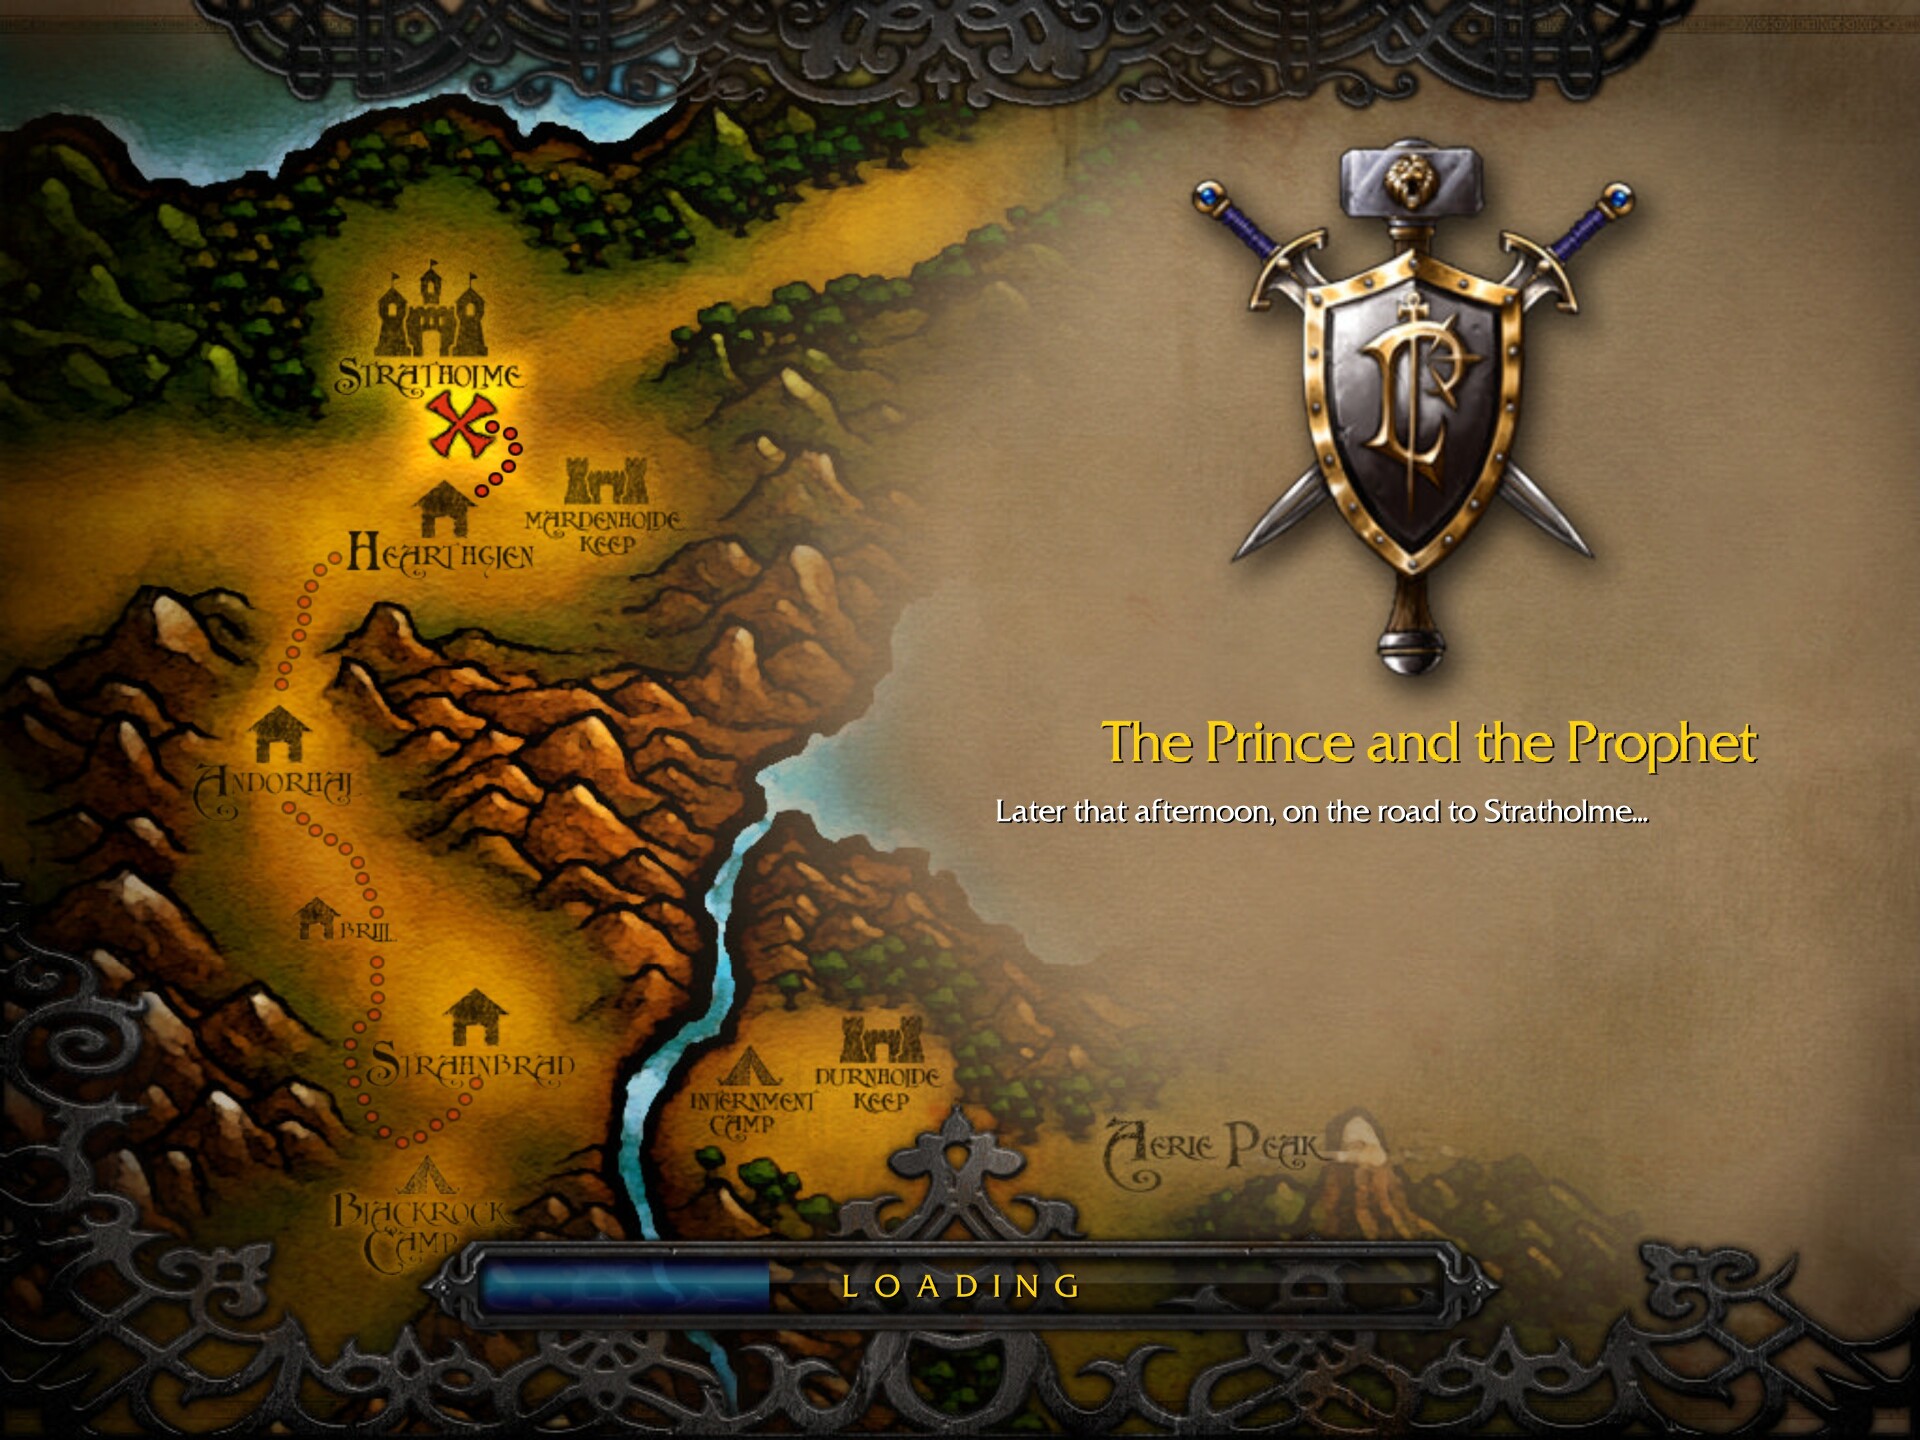 Stratholme
Mardenholde
Keep
Hearthglen
Andorhal
Brill
Strahnbrad
Internment
Camp
Durnholde
Keep
Aerie Peak
Blackrock
Camp
The Prince and the Prophet
Later that afternoon, on the road to Stratholme...
LOADING